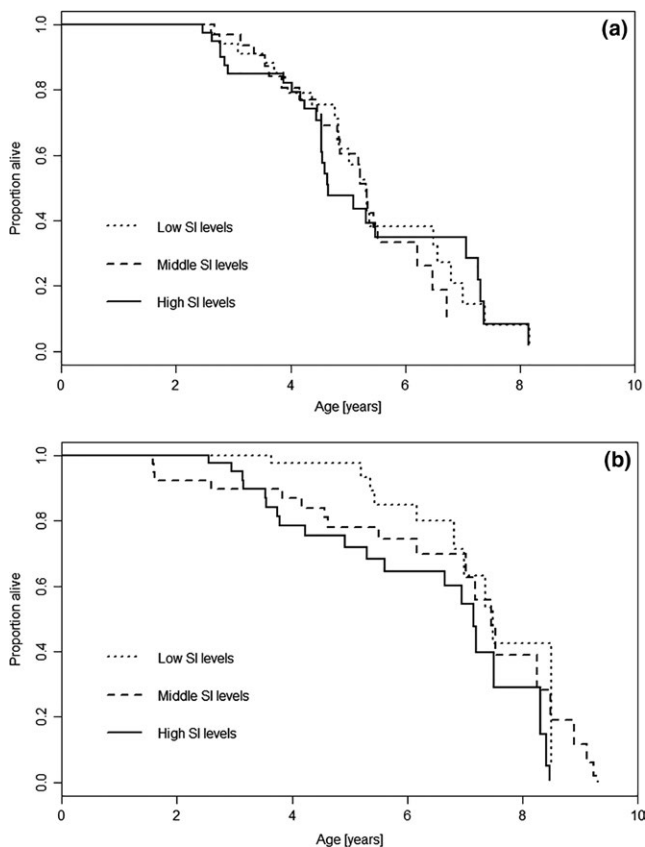 (a)
1.0
0.8
0.6
0.4
0.2
0.0
Proportion alive
Low SI levels
Middle SI levels
High SI levels
0 2 4 6 8 10
Age [years]
(b)
1.0
0.8
0.6
0.4
0.2
0.0
Proportion alive
Low SI levels
Middle SI levels
High SI levels
0 2 4 6 8 10
Age [years]